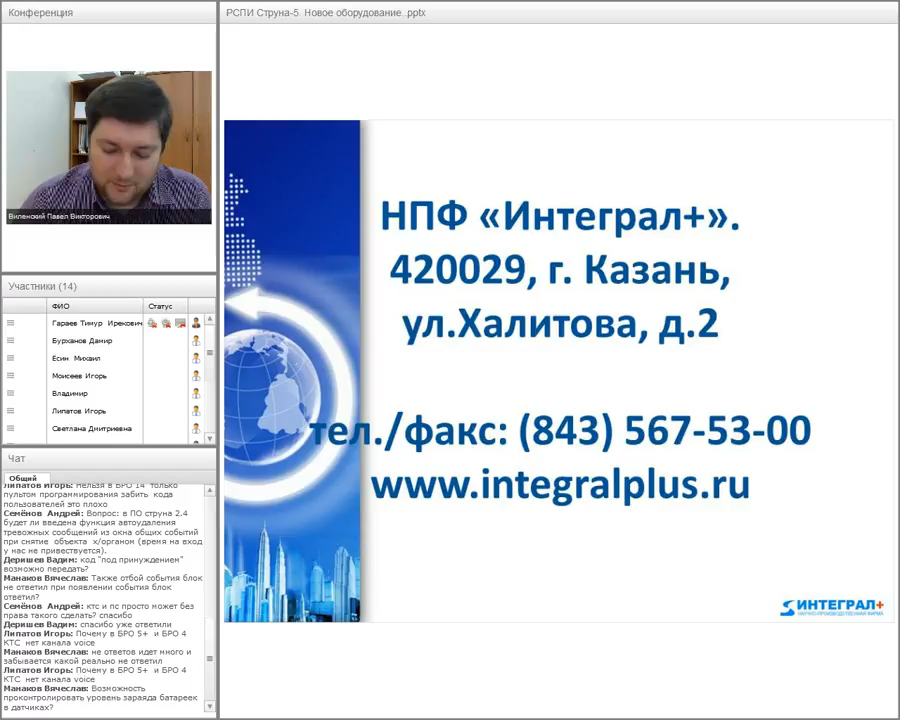 Конференция
РСПИ Струна-5. Новое оборудование..pptx
Виленский Павел Викторович
НПФ «Интеграл+».
420029, г. Казань,
ул.Халитова, д.2
тел./факс: (843) 567-53-00
www.integralplus.ru
ИНТЕГРАЛ+
НАУЧНО-ПРОИЗВОДСТВЕННАЯ ФИРМА
Участники (14)
ФИО Статус
Гараев Тимур Ирекович
Бурханов Дамир
Есин Михаил
Моисеев Игорь
Владимир
Липатов Игорь
Светлана Дмитриевна
Чат
Общий
Липатов Игорь: Нельзя в БРО 14 только
пультом програмирования забить кода
пользователей это плохо
Семёнов Андрей: Вопрос: в ПО струна 2.4
будет ли введена функция автоудаления
тревожных сообщений из окна общих событий
при снятие объекта х/органом (время на вход
у нас не привествуется).
Деришев Вадим: код "под принуждением"
возможно передать?
Манаков Вячеслав: Также отбой события блок
не ответил при появлении события блок
ответил?
Семёнов Андрей: ктс и пс просто может без
права такого сделать? спасибо
Деришев Вадим: спасибо уже ответили
Липатов Игорь: Почему в БРО 5+ и БРО 4
КТС нет канала voice
Манаков Вячеслав: не ответов идет много и
забывается какой реально не ответил
Липатов Игорь: Почему в БРО 5+ и БРО 4
КТС нет канала voice
Манаков Вячеслав: Возможность
проконтролировать уровень зараяда батареек
в датчиках?